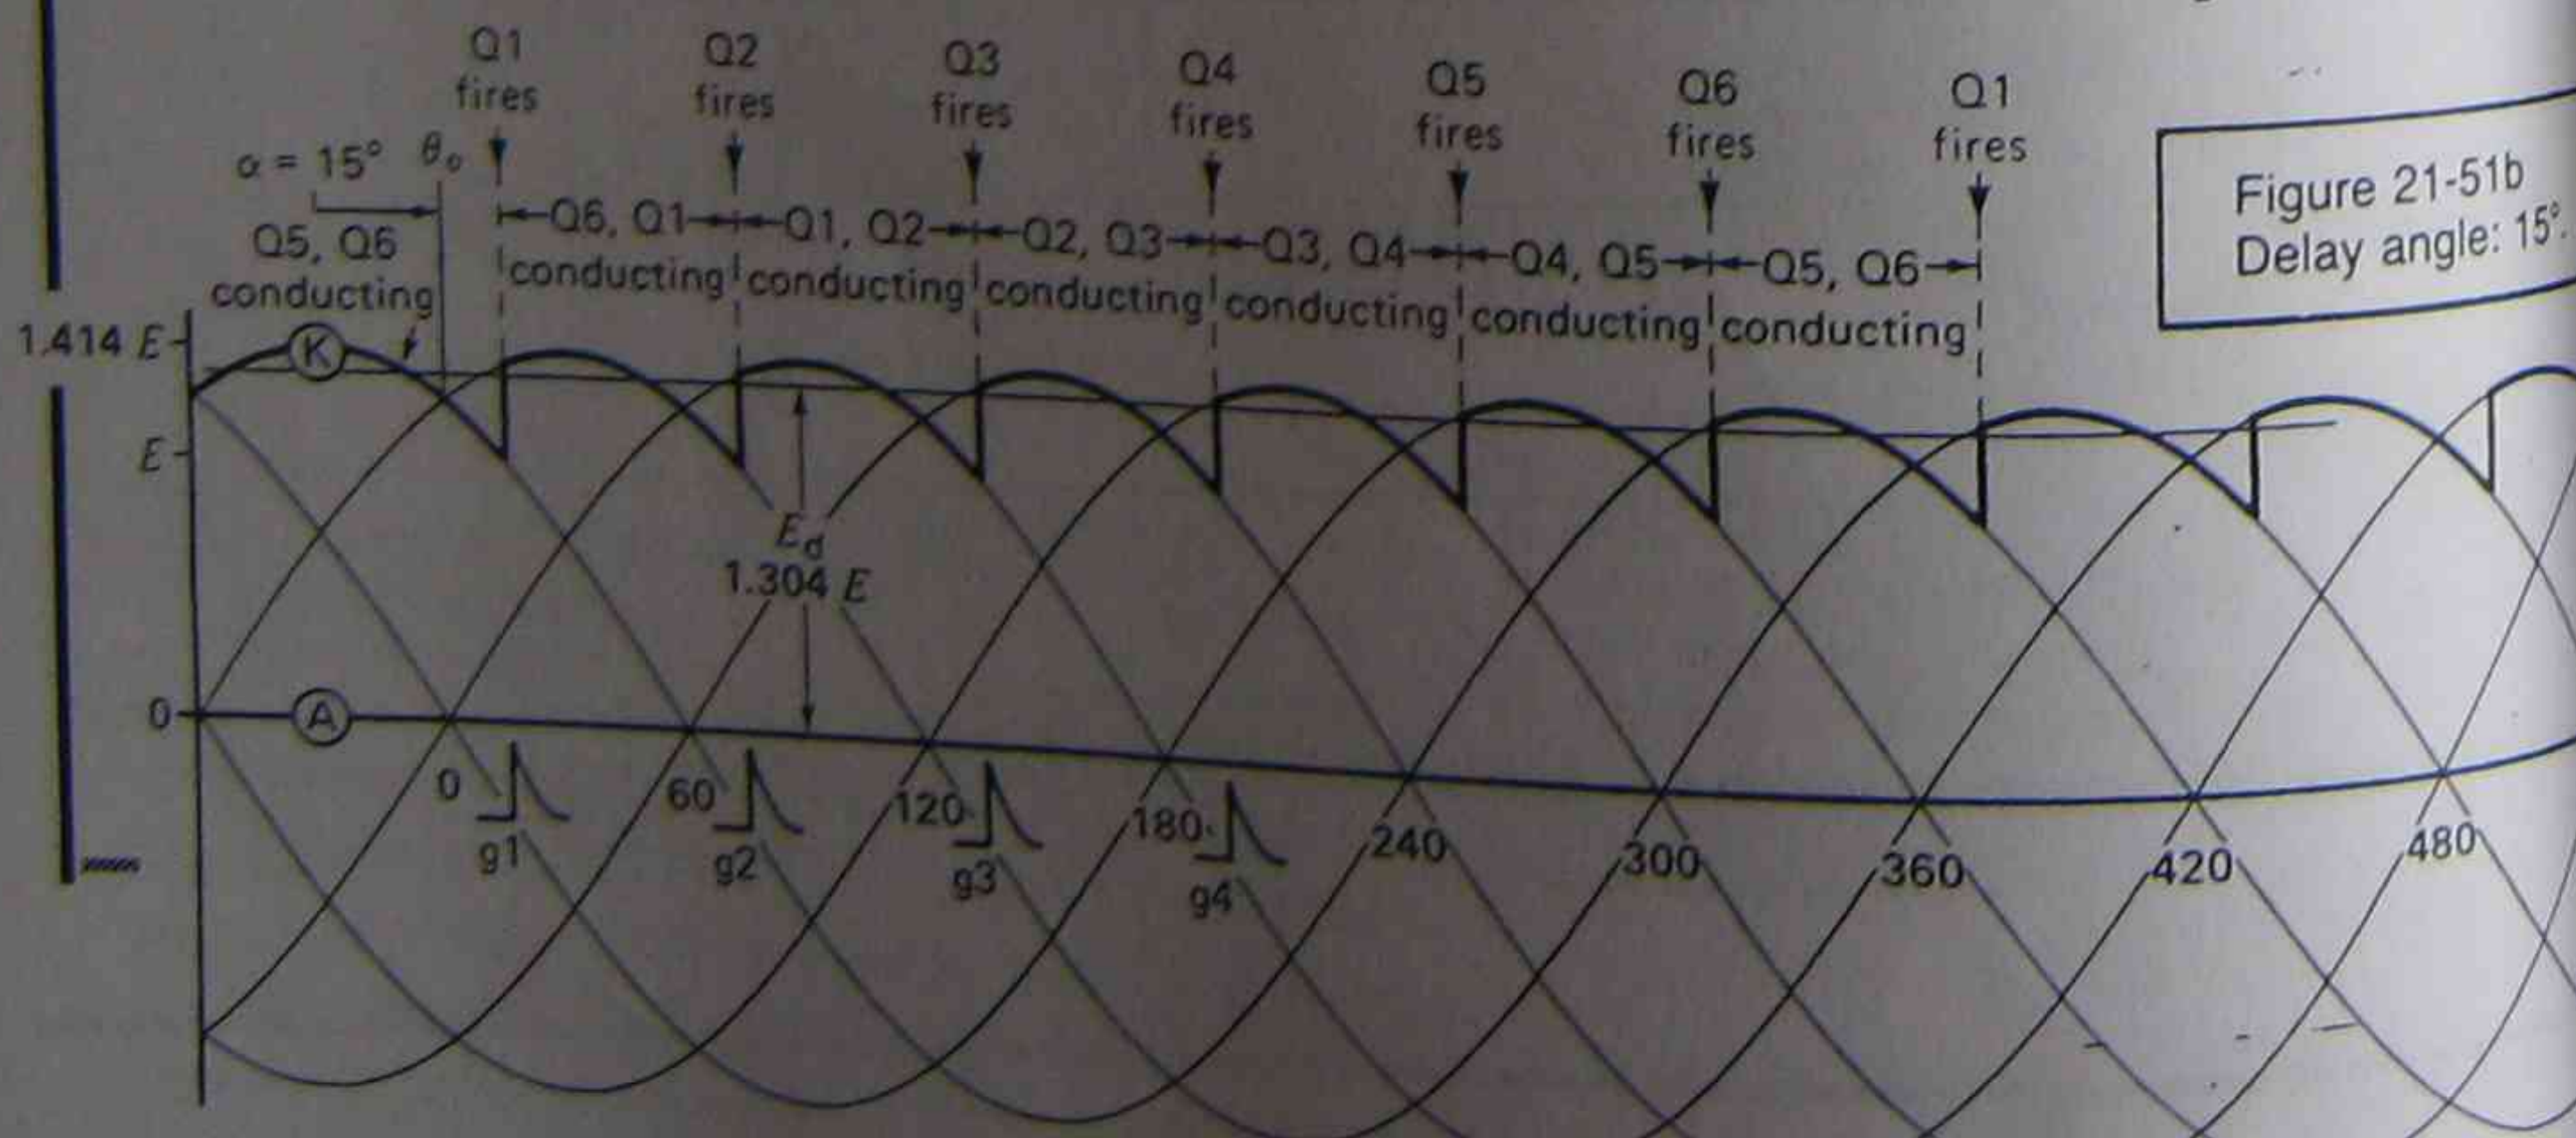 Q1 fires
Q2 fires
Q3 fires
Q4 fires
Q5 fires
Q6 fires
Q1 fires
α = 15° θo
Q5, Q6
conducting
Q6, Q1
conducting
Q1, Q2
conducting
Q2, Q3
conducting
Q3, Q4
conducting
Q4, Q5
conducting
Q5, Q6
conducting
Figure 21-51b
Delay angle: 15°.
1.414 E
K
E
Ed
1.304 E
0
A
0
60
120
180
240
300
360
420
480
g1
g2
g3
g4